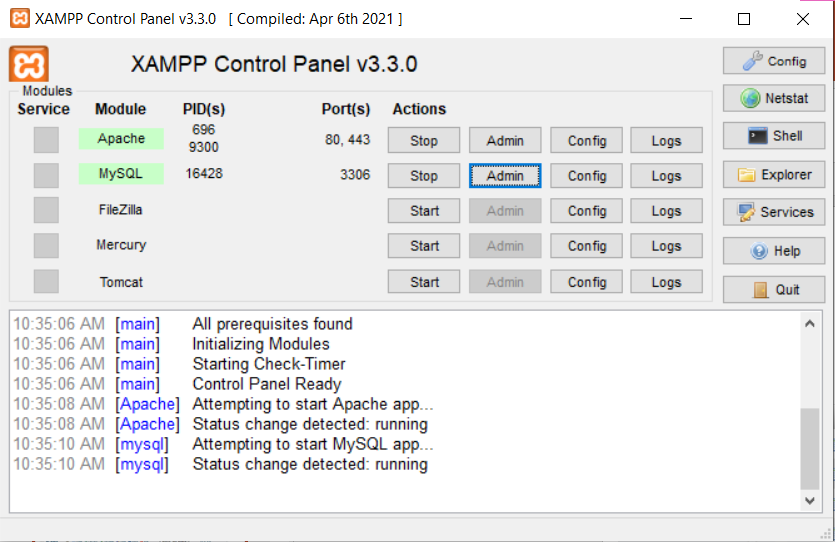 XAMPP Control Panel v3.3.0 [ Compiled: Apr 6th 2021 ]
XAMPP Control Panel v3.3.0
Config
Modules
Service Module PID(s) Port(s) Actions
Netstat
Apache 696 9300 80, 443 Stop Admin Config Logs
Shell
MySQL 16428 3306 Stop Admin Config Logs
Explorer
FileZilla Start Admin Config Logs
Services
Mercury Start Admin Config Logs
Help
Tomcat Start Admin Config Logs
Quit
10:35:06 AM [main] All prerequisites found
10:35:06 AM [main] Initializing Modules
10:35:06 AM [main] Starting Check-Timer
10:35:06 AM [main] Control Panel Ready
10:35:08 AM [Apache] Attempting to start Apache app...
10:35:08 AM [Apache] Status change detected: running
10:35:10 AM [mysql] Attempting to start MySQL app...
10:35:10 AM [mysql] Status change detected: running